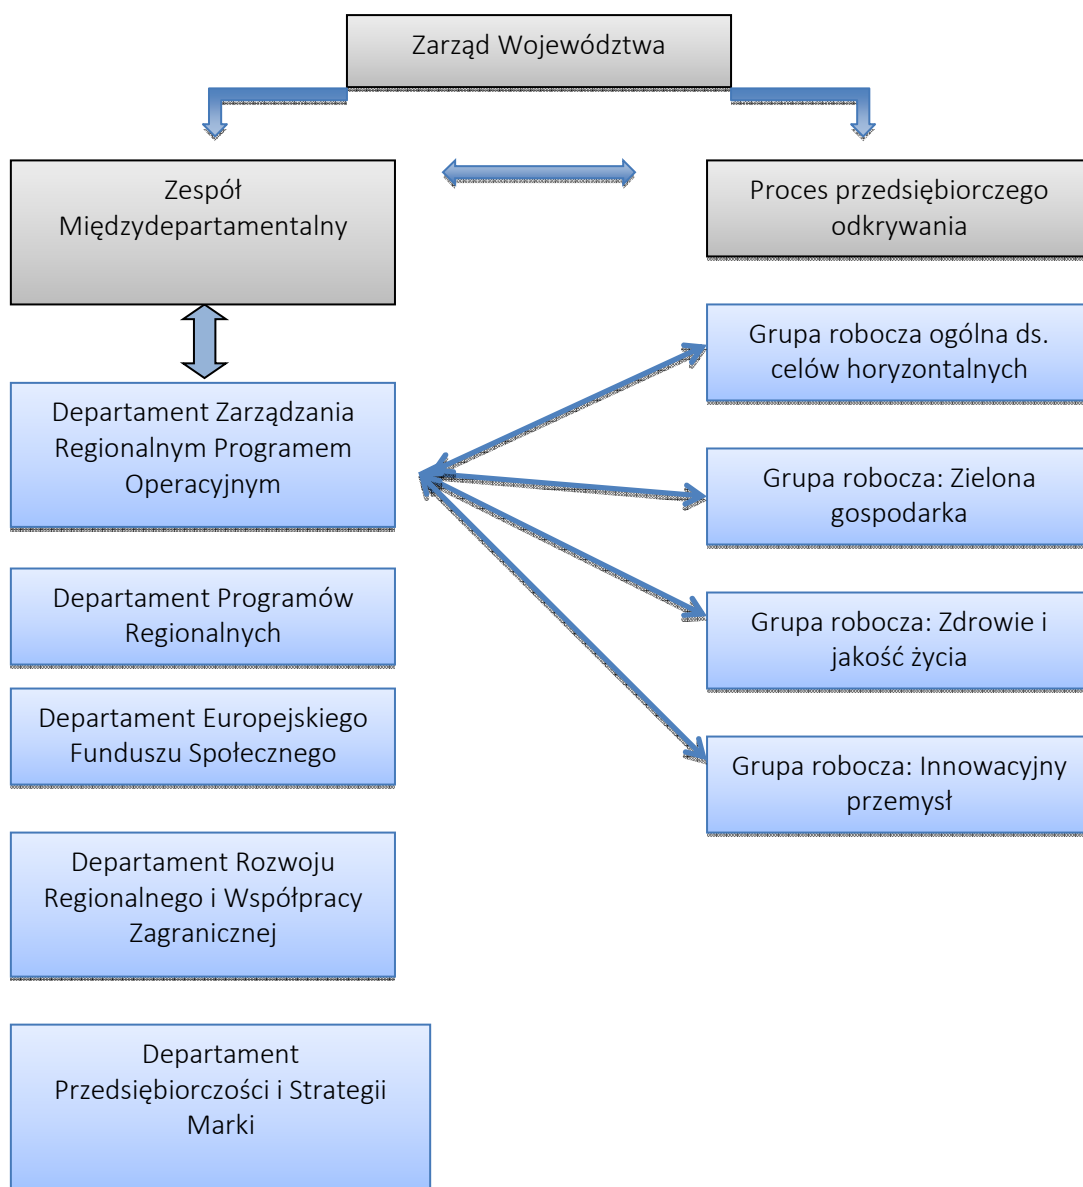 Zarząd Województwa
Zespół
Międzydepartamentalny
Proces przedsiębiorczego
odkrywania
Departament Zarządzania
Regionalnym Programem
Operacyjnym
Departament Programów
Regionalnych
Departament Europejskiego
Funduszu Społecznego
Departament Rozwoju
Regionalnego i Współpracy
Zagranicznej
Departament
Przedsiębiorczości i Strategii
Marki
Grupa robocza ogólna ds.
celów horyzontalnych
Grupa robocza: Zielona
gospodarka
Grupa robocza: Zdrowie i
jakość życia
Grupa robocza: Innowacyjny
przemysł